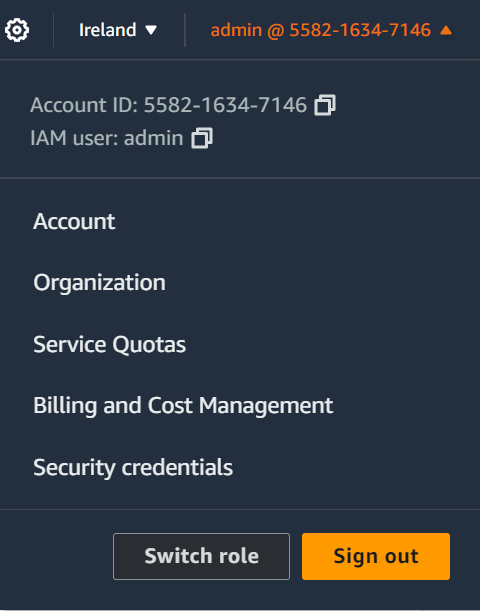 Ireland admin @ 5582-1634-7146
Account ID: 5582-1634-7146
IAM user: admin
Account
Organization
Service Quotas
Billing and Cost Management
Security credentials
Switch role Sign out